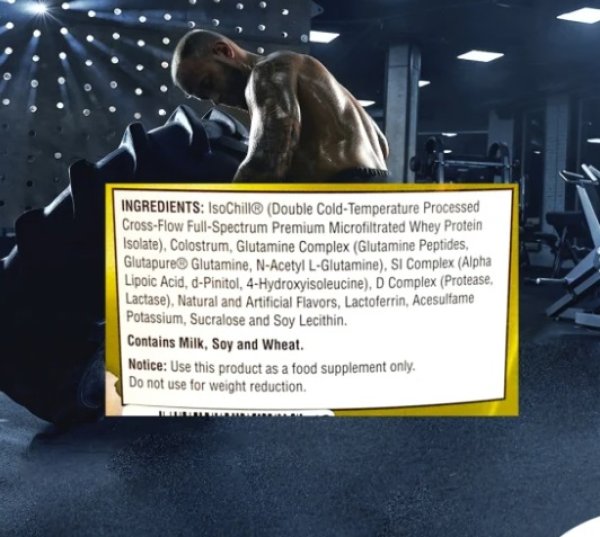 INGREDIENTS: IsoChill® (Double Cold-Temperature Processed
Cross-Flow Full-Spectrum Premium Microfiltrated Whey Protein
Isolate), Colostrum, Glutamine Complex (Glutamine Peptides,
Glutapure® Glutamine, N-Acetyl L-Glutamine), SI Complex (Alpha
Lipoic Acid, d-Pinitol, 4-Hydroxyisoleucine), D Complex (Protease,
Lactase), Natural and Artificial Flavors, Lactoferrin, Acesulfame
Potassium, Sucralose and Soy Lecithin.
Contains Milk, Soy and Wheat.
Notice: Use this product as a food supplement only.
Do not use for weight reduction.